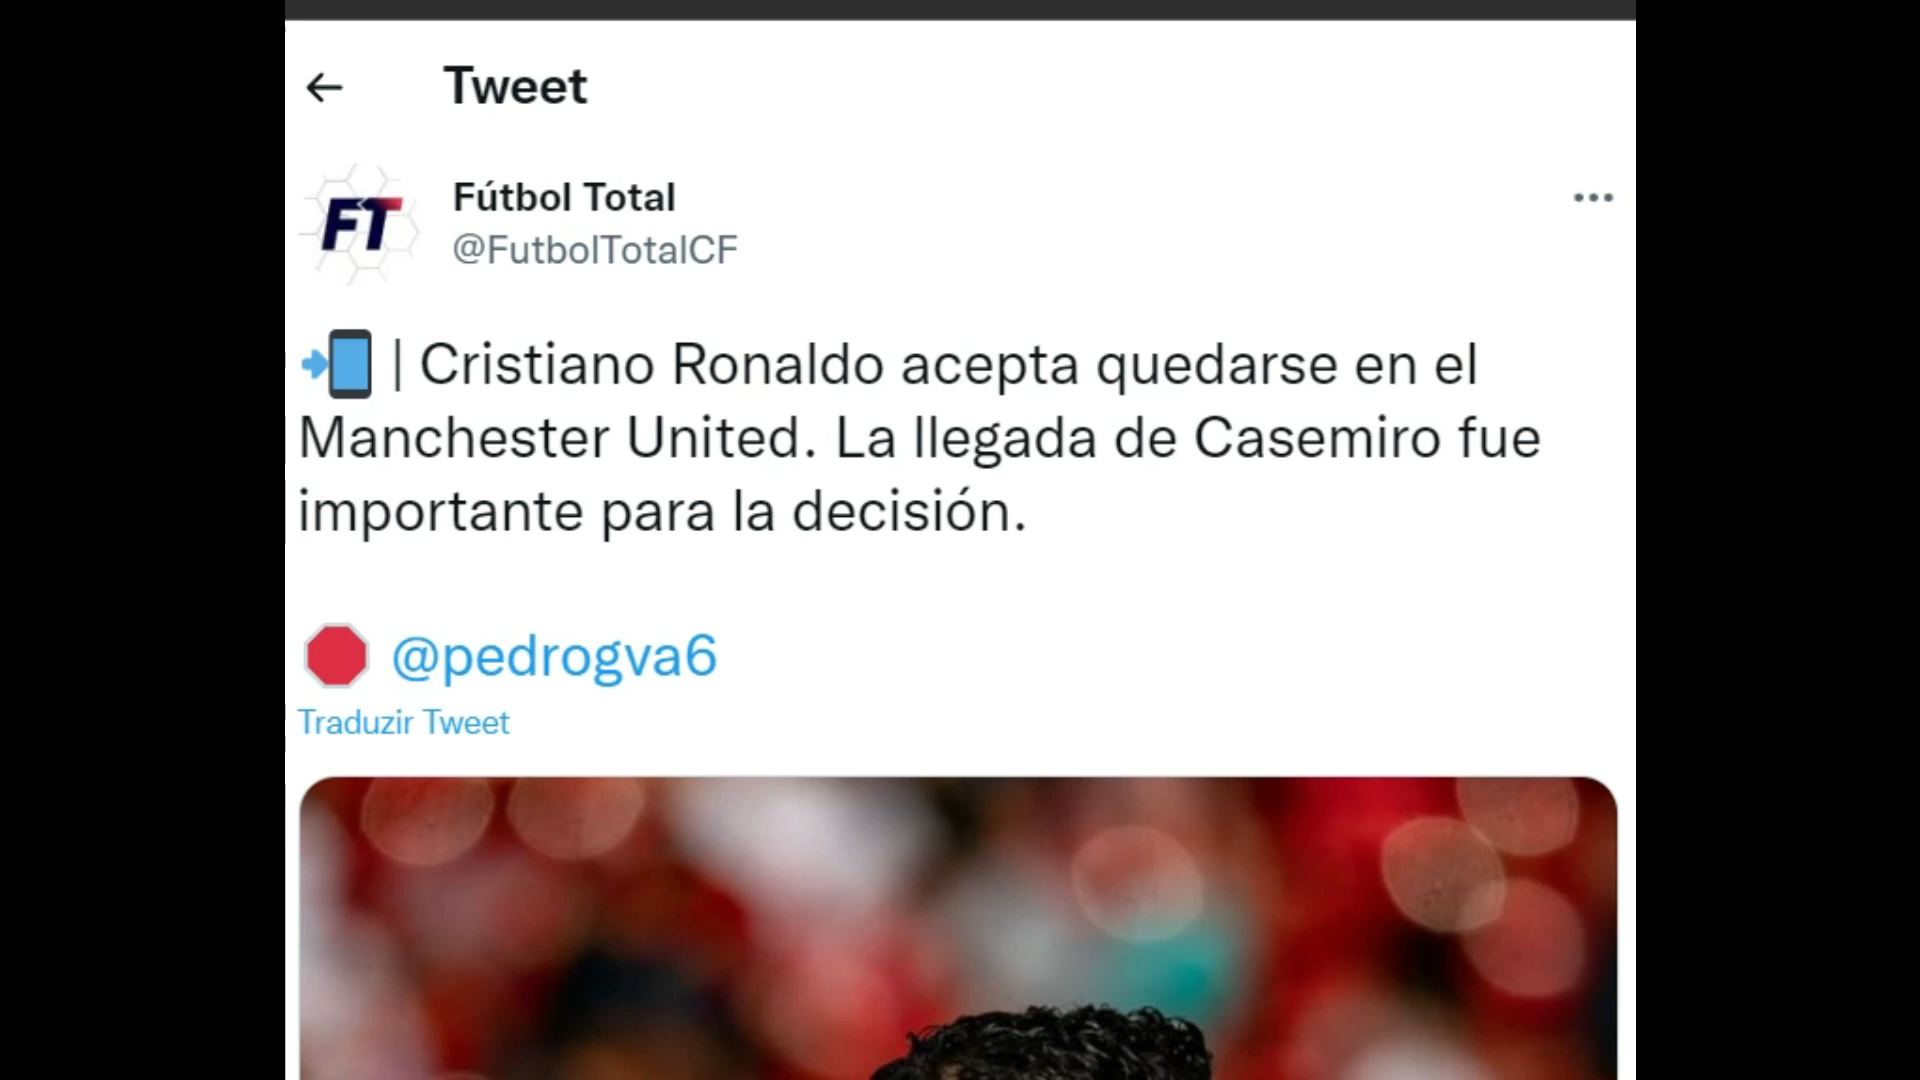 Tweet
FT
Fútbol Total
@FutbolTotalCF
| Cristiano Ronaldo acepta quedarse en el
Manchester United. La llegada de Casemiro fue
importante para la decisión.
@pedrogva6
Traduzir Tweet